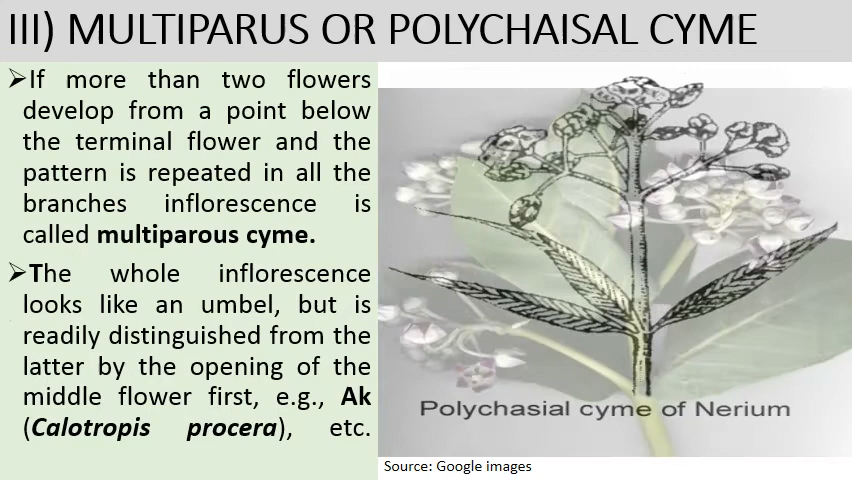 III) MULTIPARUS OR POLYCHAISAL CYME
➢If more than two flowers
develop from a point below
the terminal flower and the
pattern is repeated in all the
branches inflorescence is
called multiparous cyme.
➢The whole inflorescence
looks like an umbel, but is
readily distinguished from the
latter by the opening of the
middle flower first, e.g., Ak
(Calotropis procera), etc.
Polychasial cyme of Nerium
Source: Google images